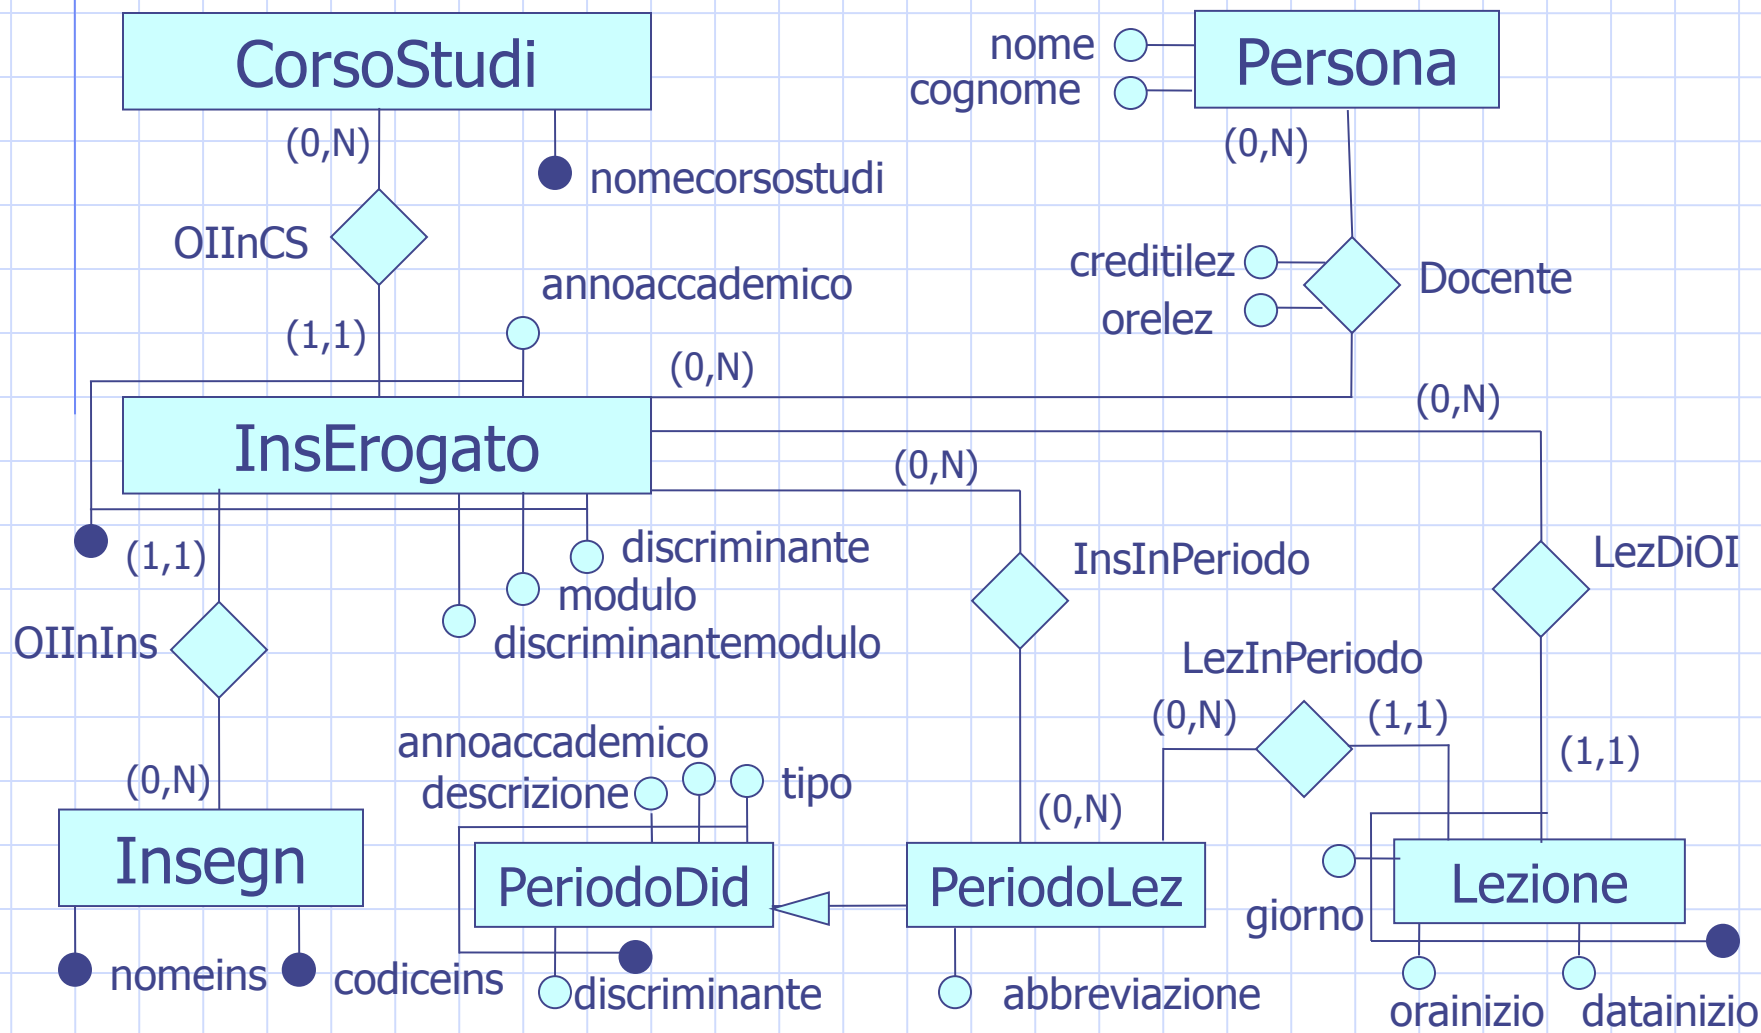 CorsoStudi
nome
Persona
cognome
(0,N)
(0,N)
nomecorsostudi
OIInCS
creditilez
Docente
annoaccademico
orelez
(1,1)
(0,N)
(0,N)
InsErogato
(0,N)
(1,1)
discriminante
InsInPeriodo
LezDiOI
modulo
OIInIns
discriminantemodulo
LezInPeriodo
(0,N)
(1,1)
annoaccademico
(1,1)
(0,N)
descrizione
tipo
(0,N)
Insegn
PeriodoDid
PeriodoLez
Lezione
giorno
nomeins
codiceins
discriminante
abbreviazione
orainizio
datainizio